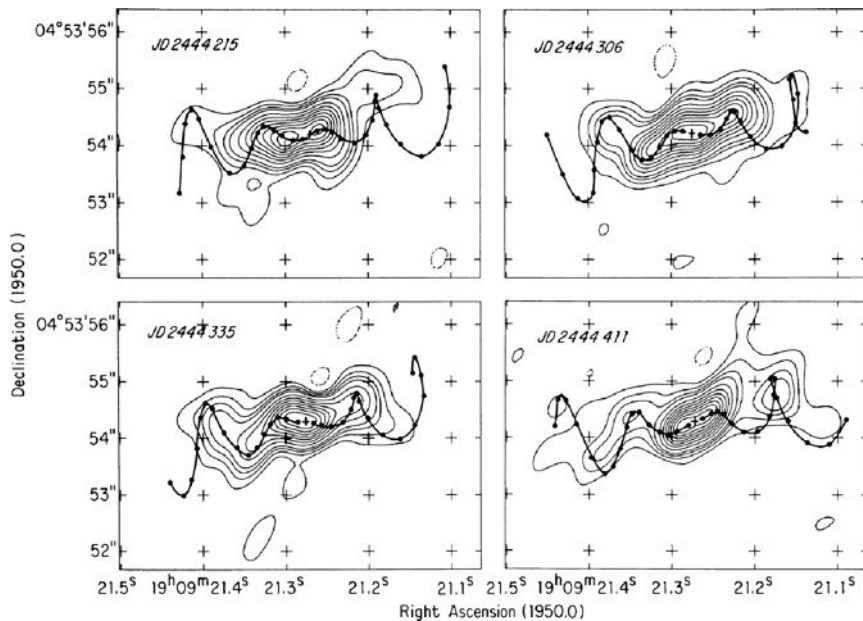 04°53'56"
55"
54"
53"
52"
JD 2444 215
JD 2444 306
04°53'56"
55"
54"
53"
52"
JD 2444 335
JD 2444 411
21.5ˢ 19ʰ09ᵐ21.4ˢ 21.3ˢ 21.2ˢ 21.1ˢ
21.5ˢ 19ʰ09ᵐ21.4ˢ 21.3ˢ 21.2ˢ 21.1ˢ
Right Ascension (1950.0)
Declination (1950.0)